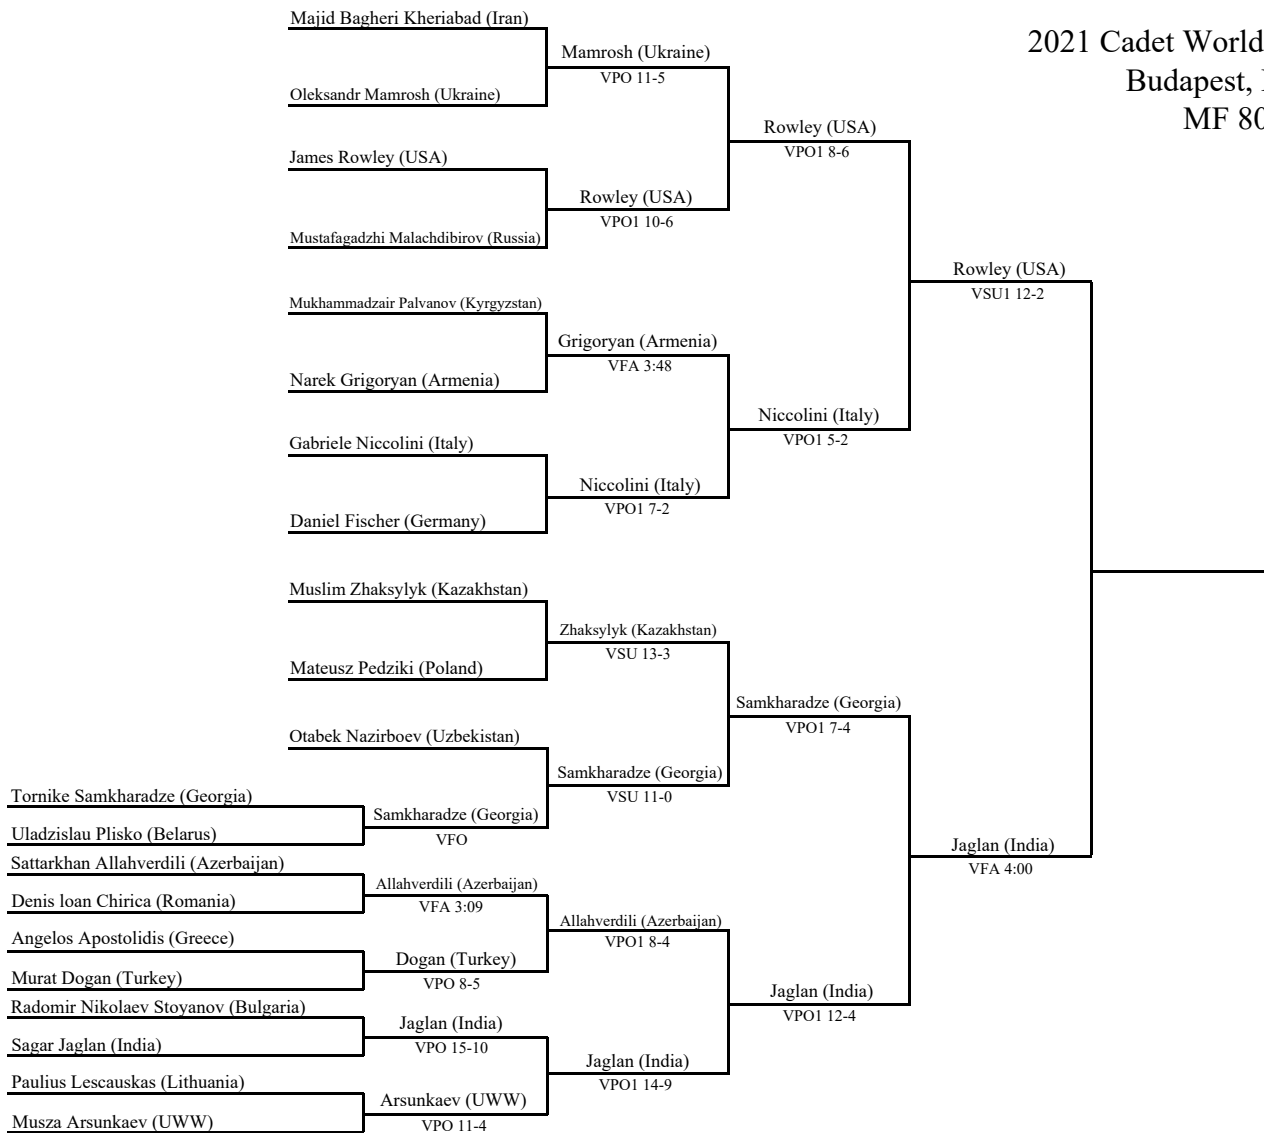 Majid Bagheri Kheriabad (Iran)
2021 Cadet World
Mamrosh (Ukraine)
VPO 11-5
Budapest,
Oleksandr Mamrosh (Ukraine)
MF 80
Rowley (USA)
VPO1 8-6
James Rowley (USA)
Rowley (USA)
VPO1 10-6
Mustafagadzhi Malachdibirov (Russia)
Rowley (USA)
VSU1 12-2
Mukhammadzair Palvanov (Kyrgyzstan)
Grigoryan (Armenia)
VFA 3:48
Narek Grigoryan (Armenia)
Niccolini (Italy)
VPO1 5-2
Gabriele Niccolini (Italy)
Niccolini (Italy)
VPO1 7-2
Daniel Fischer (Germany)
Muslim Zhaksylyk (Kazakhstan)
Zhaksylyk (Kazakhstan)
VSU 13-3
Mateusz Pedziki (Poland)
Samkharadze (Georgia)
VPO1 7-4
Otabek Nazirboev (Uzbekistan)
Samkharadze (Georgia)
VSU 11-0
Tornike Samkharadze (Georgia)
Samkharadze (Georgia)
VFO
Uladzislau Plisko (Belarus)
Jaglan (India)
VFA 4:00
Sattarkhan Allahverdili (Azerbaijan)
Allahverdili (Azerbaijan)
VFA 3:09
Denis loan Chirica (Romania)
Allahverdili (Azerbaijan)
VPO1 8-4
Angelos Apostolidis (Greece)
Dogan (Turkey)
VPO 8-5
Murat Dogan (Turkey)
Jaglan (India)
VPO1 12-4
Radomir Nikolaev Stoyanov (Bulgaria)
Jaglan (India)
VPO 15-10
Sagar Jaglan (India)
Jaglan (India)
VPO1 14-9
Paulius Lescauskas (Lithuania)
Arsunkaev (UWW)
VPO 11-4
Musza Arsunkaev (UWW)